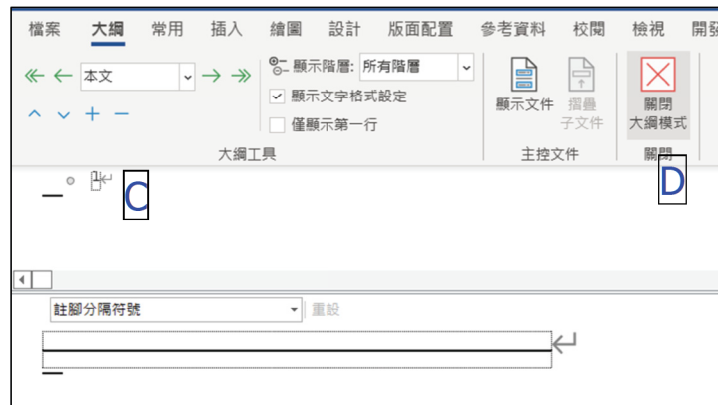 檔案 大綱 常用 插入 繪圖 設計 版面配置 參考資料 校閱 檢視 開發
本文 顯示階層: 所有階層
顯示文字格式設定
僅顯示第一行
顯示文件 摺疊 子文件
關閉 大綱模式
大綱工具 主控文件 關閉
1
C D
註腳分隔符號 重設